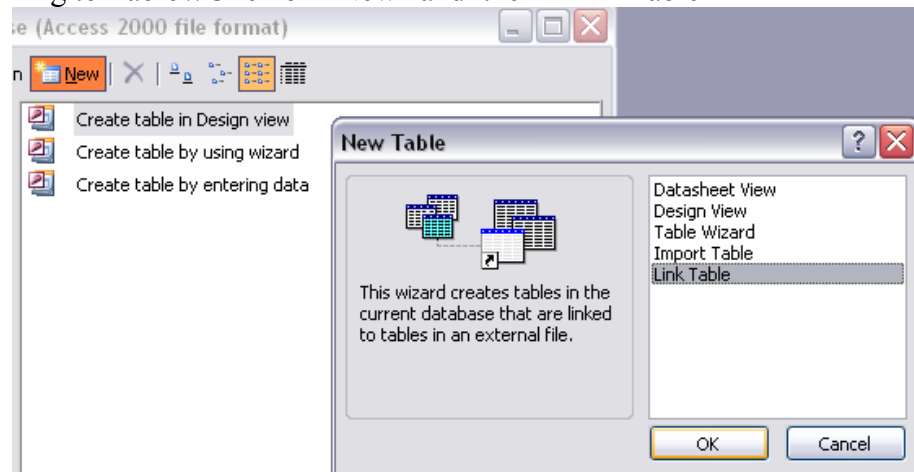 se (Access 2000 file format)
n New
Create table in Design view
Create table by using wizard
Create table by entering data
New Table
?
This wizard creates tables in the
current database that are linked
to tables in an external file.
Datasheet View
Design View
Table Wizard
Import Table
Link Table
OK
Cancel